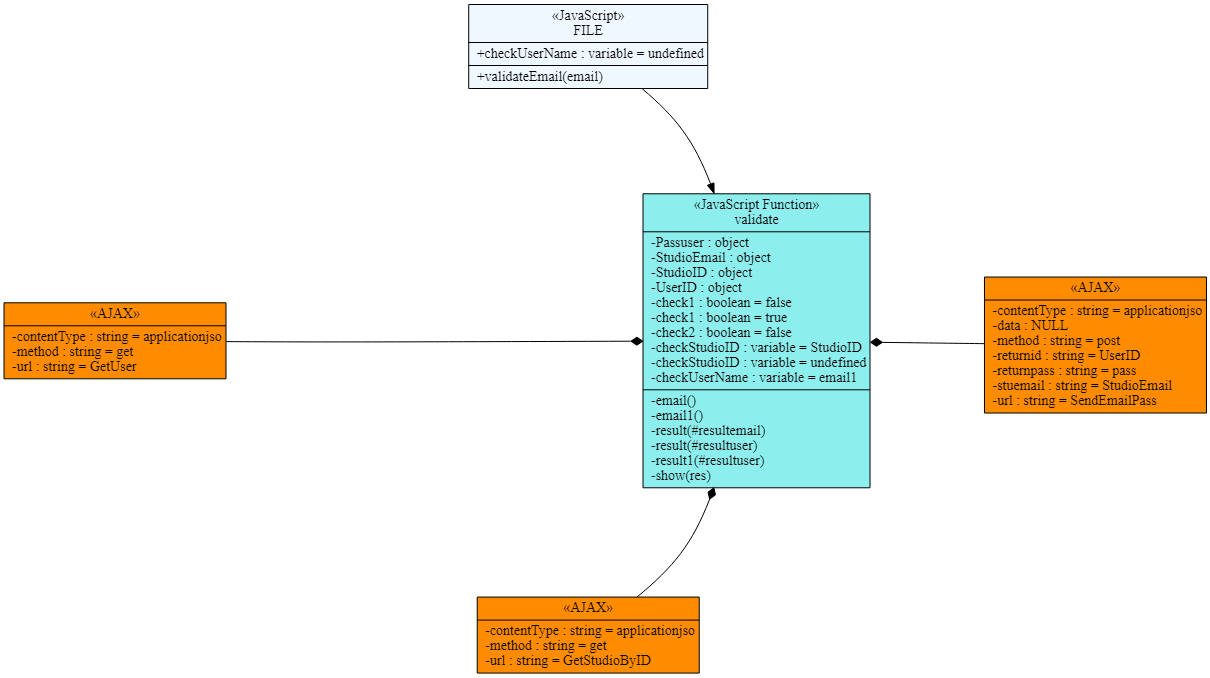 «JavaScript»
FILE
+checkUserName : variable = undefined
+validateEmail(email)
«JavaScript Function»
validate
-Passuser : object
-StudioEmail : object
-StudioID : object
-UserID : object
-check1 : boolean = false
-check1 : boolean = true
-check2 : boolean = false
-checkStudioID : variable = StudioID
-checkStudioID : variable = undefined
-checkUserName : variable = email1
-email()
-email1()
-result(#resultemail)
-result(#resultuser)
-result1(#resultuser)
-show(res)
«AJAX»
-contentType : string = applicationjso
-method : string = get
-url : string = GetUser
«AJAX»
-contentType : string = applicationjso
-data : NULL
-method : string = post
-returnid : string = UserID
-returnpass : string = pass
-stuemail : string = StudioEmail
-url : string = SendEmailPass
«AJAX»
-contentType : string = applicationjso
-method : string = get
-url : string = GetStudioByID